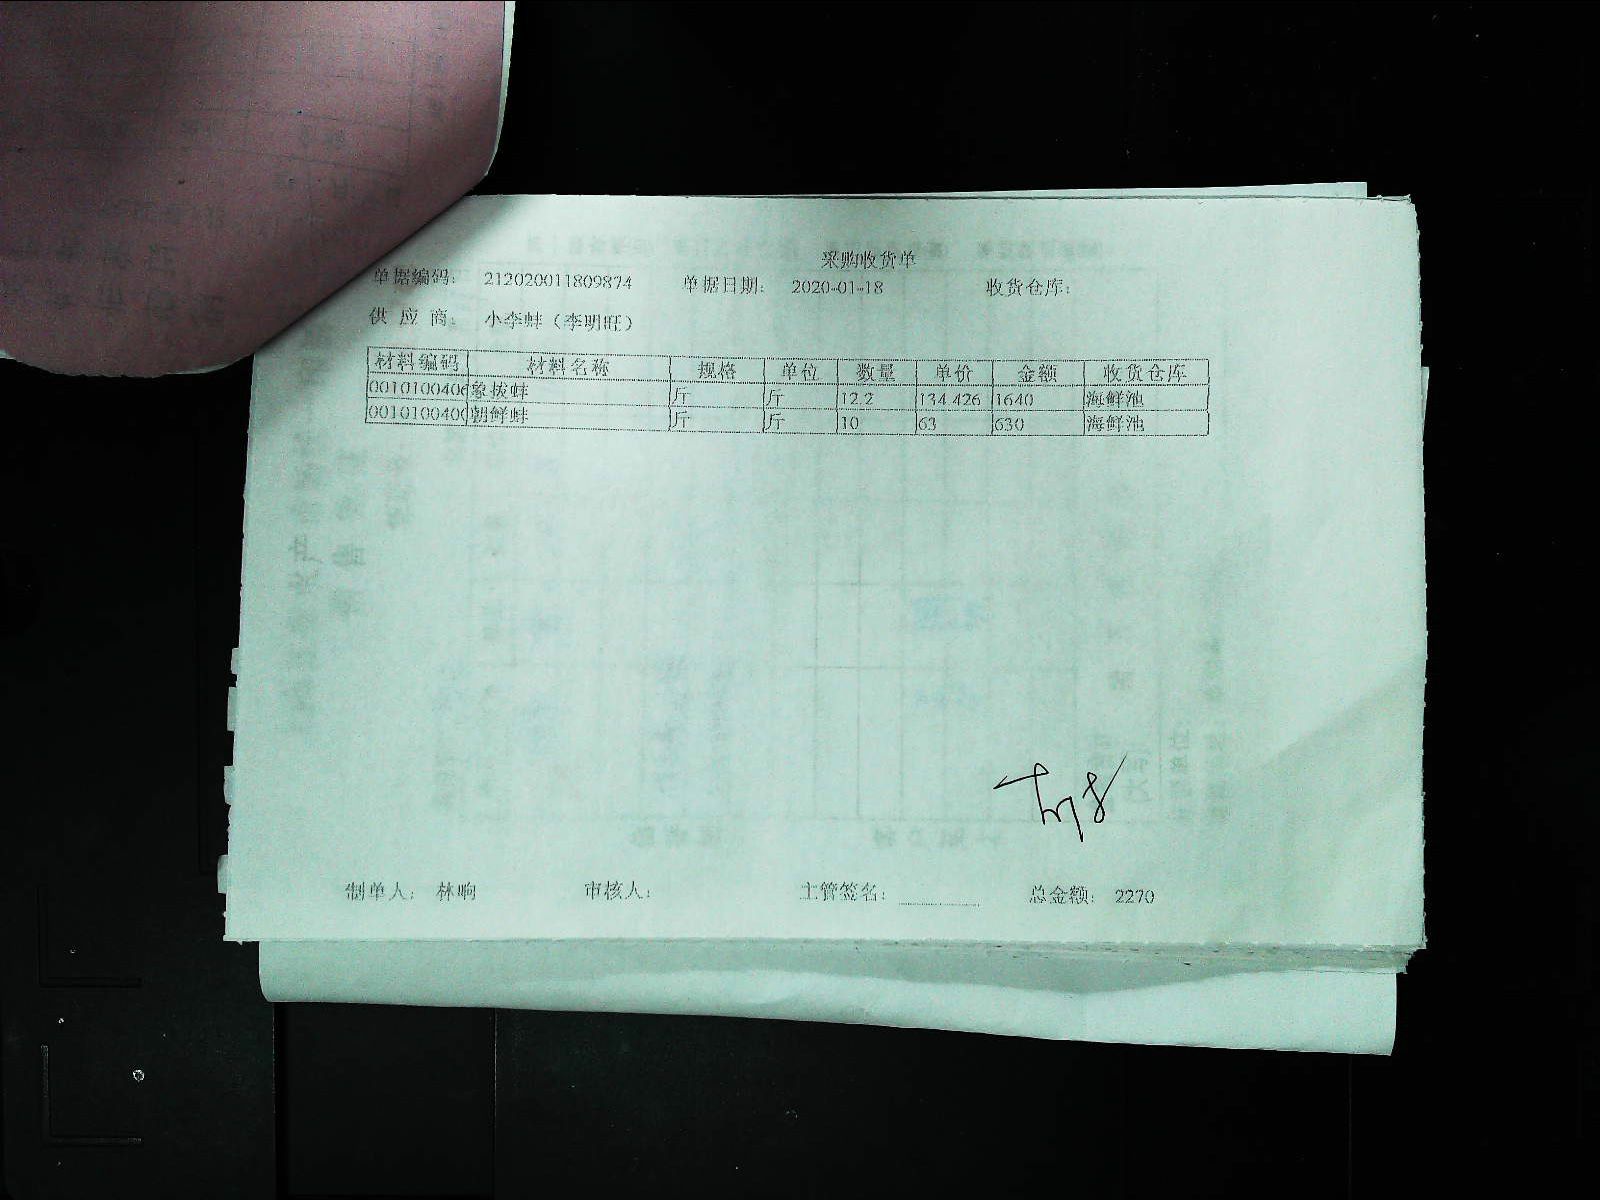 采购收货单
单据编码: 212020011809874 单据日期: 2020-01-18 收货仓库:
供 应 商: 小李蚌（李明旺）
材料编码 材料名称 规格 单位 数量 单价 金额 收货仓库
0010100406 象拔蚌 斤 斤 12.2 134.426 1640 海鲜池
001010040 朝鲜蚌 斤 斤 10 63 630 海鲜池
制单人: 林晌 审核人: 主管签名: 总金额: 2270